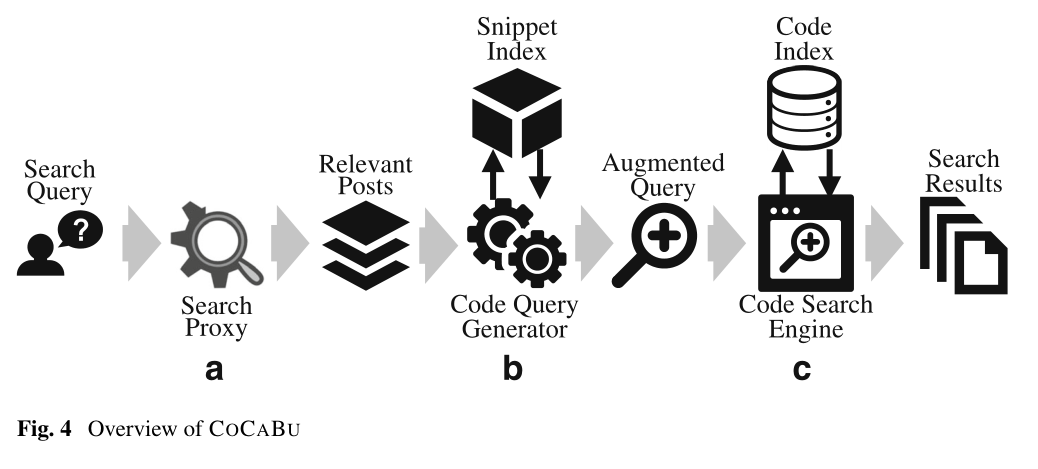 Search
Query
?
Search
Proxy
a
Relevant
Posts
Snippet
Index
Code Query
Generator
b
Augmented
Query
Code
Index
Code Search
Engine
c
Search
Results
Fig. 4 Overview of COCABU